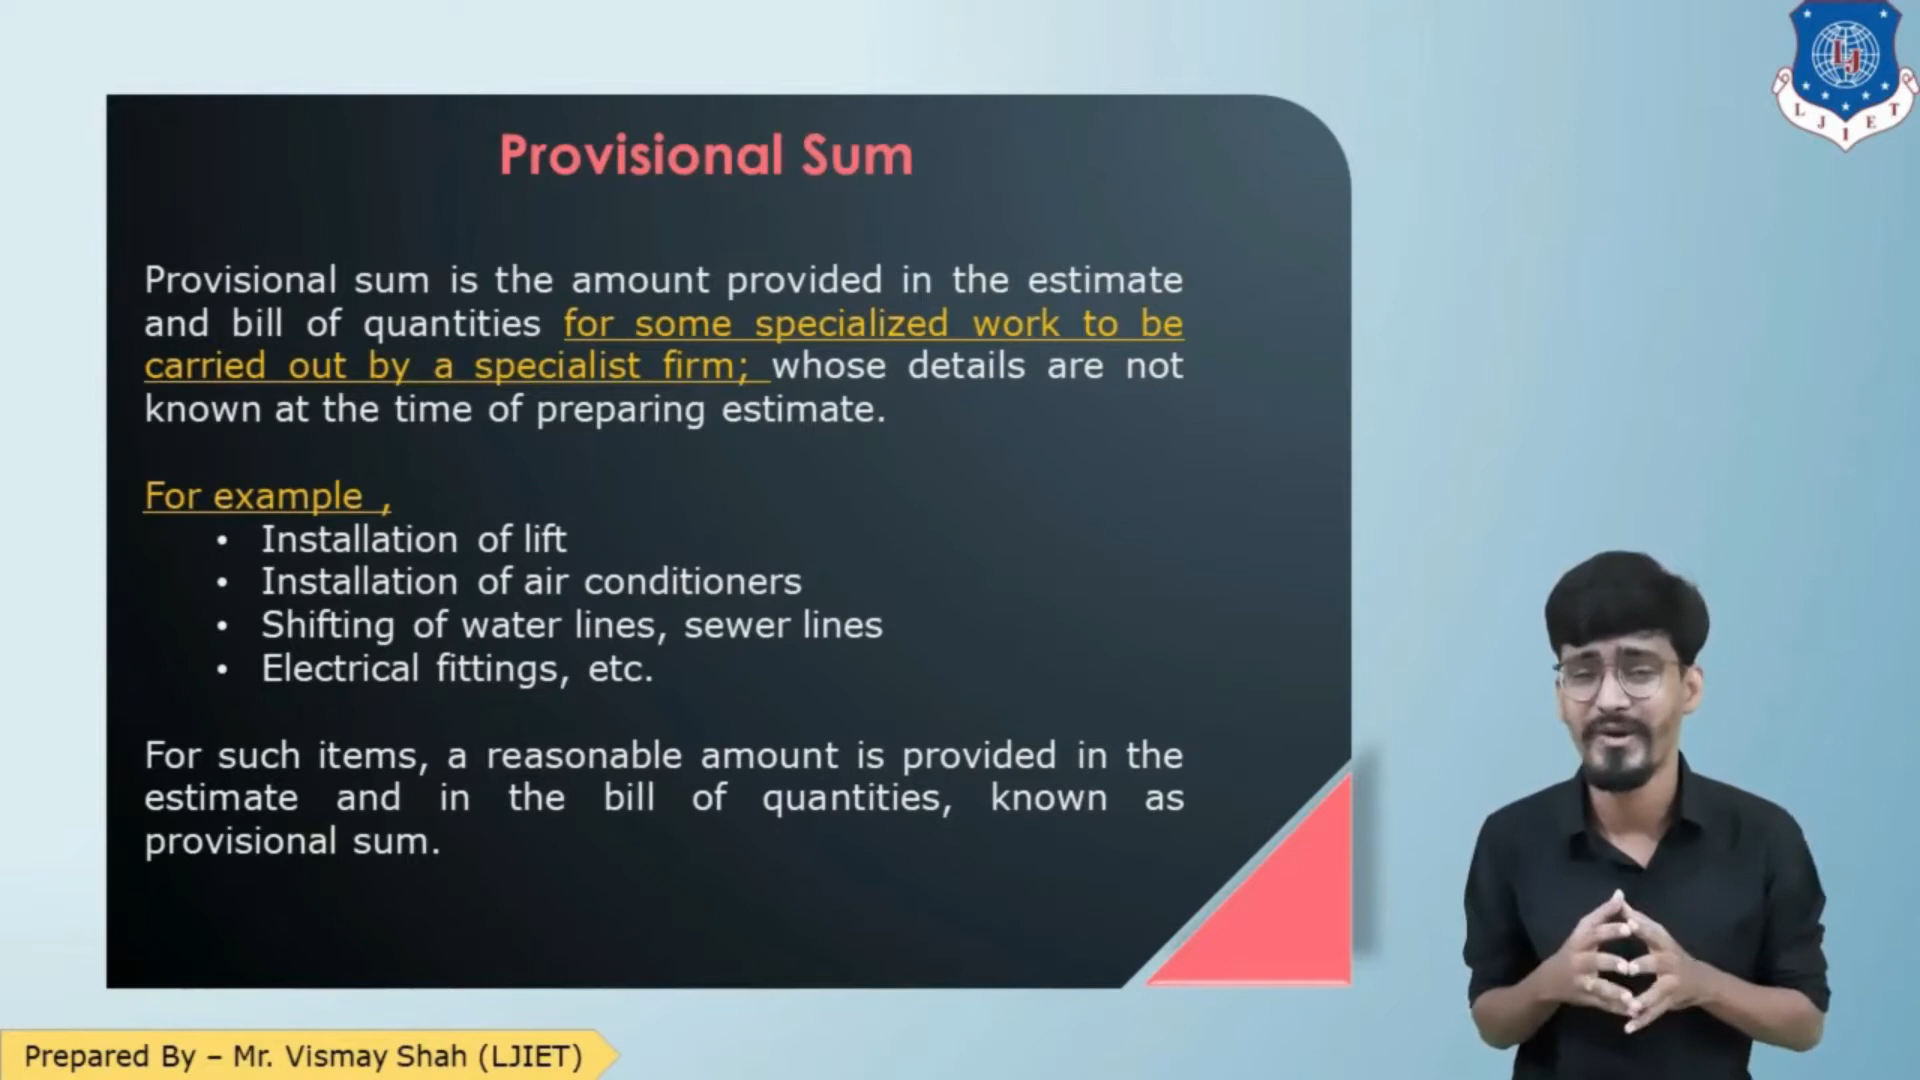 Provisional Sum
Provisional sum is the amount provided in the estimate
and bill of quantities for some specialized work to be
carried out by a specialist firm; whose details are not
known at the time of preparing estimate.
For example ,
• Installation of lift
• Installation of air conditioners
• Shifting of water lines, sewer lines
• Electrical fittings, etc.
For such items, a reasonable amount is provided in the
estimate and in the bill of quantities, known as
provisional sum.
Prepared By – Mr. Vismay Shah (LJIET)
LJ
L J I E T